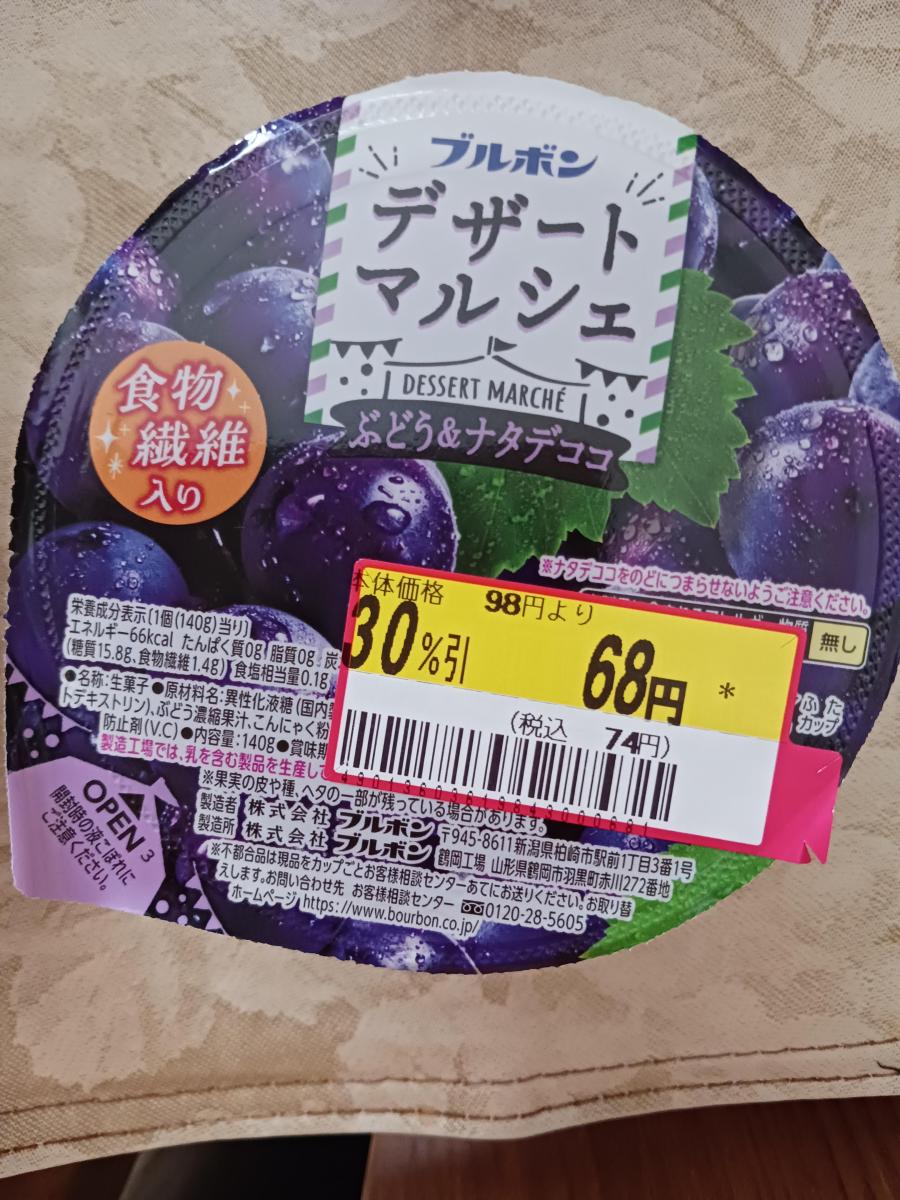 ブルボン
デザート
マルシェ
DESSERT MARCHÉ
ぶどう&ナタデココ
食物
繊維
入り
※ナタデココをのどにつまらせないようご注意ください。
物質
無し
ふた
カップ
本体価格 98円より
30%引 68円 *
(税込 74円)
栄養成分表示(1個(140g)当り)
エネルギー66kcal たんぱく質0g 脂質0g 炭
(糖質15.8g、食物繊維1.4g) 食塩相当量0.1g
●名称:生菓子●原材料名:異性化液糖(国内製
トデキストリン)、ぶどう濃縮果汁、こんにゃく粉
防止剤(V.C)●内容量:140g●賞味期
製造工場では、乳を含む製品を生産し
※果実の皮や種、ヘタの一部が残っている場合があります。
製造者 株式会社 ブルボン 〒945-8611新潟県柏崎市駅前1丁目3番1号
製造所 株式会社 ブルボン 鶴岡工場 山形県鶴岡市羽黒町赤川272番地
※不都合品は現品をカップごとお客様相談センターあてにお送りください。お取り替
えします。お問い合わせ先 お客様相談センター 0120-28-5605
ホームページ https://www.bourbon.co.jp/
OPEN 3
開封時の液こぼれに
ご注意ください。